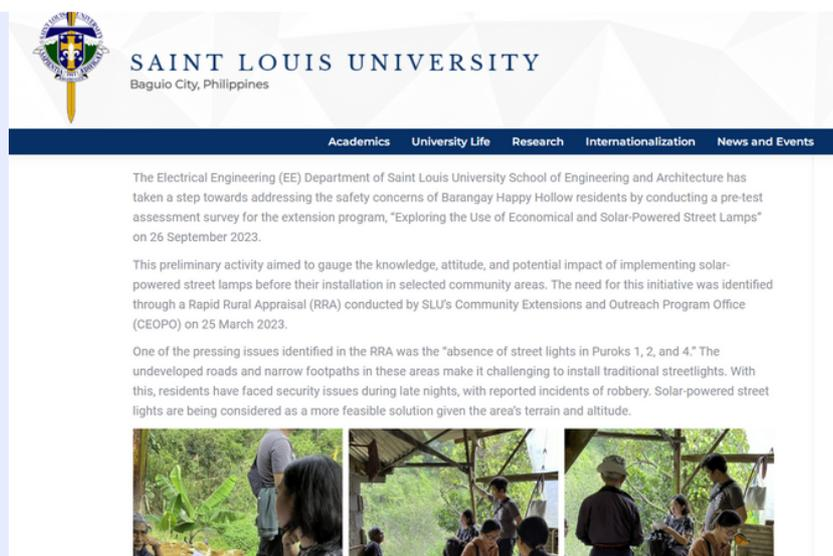 SAINT LOUIS UNIVERSITY
Baguio City, Philippines
Academics University Life Research Internationalization News and Events
The Electrical Engineering (EE) Department of Saint Louis University School of Engineering and Architecture has
taken a step towards addressing the safety concerns of Barangay Happy Hollow residents by conducting a pre-test
assessment survey for the extension program, “Exploring the Use of Economical and Solar-Powered Street Lamps”
on 26 September 2023.
This preliminary activity aimed to gauge the knowledge, attitude, and potential impact of implementing solar-
powered street lamps before their installation in selected community areas. The need for this initiative was identified
through a Rapid Rural Appraisal (RRA) conducted by SLU’s Community Extensions and Outreach Program Office
(CEOPO) on 25 March 2023.
One of the pressing issues identified in the RRA was the “absence of street lights in Puroks 1, 2, and 4.” The
undeveloped roads and narrow footpaths in these areas make it challenging to install traditional streetlights. With
this, residents have faced security issues during late nights, with reported incidents of robbery. Solar-powered street
lights are being considered as a more feasible solution given the area’s terrain and altitude.